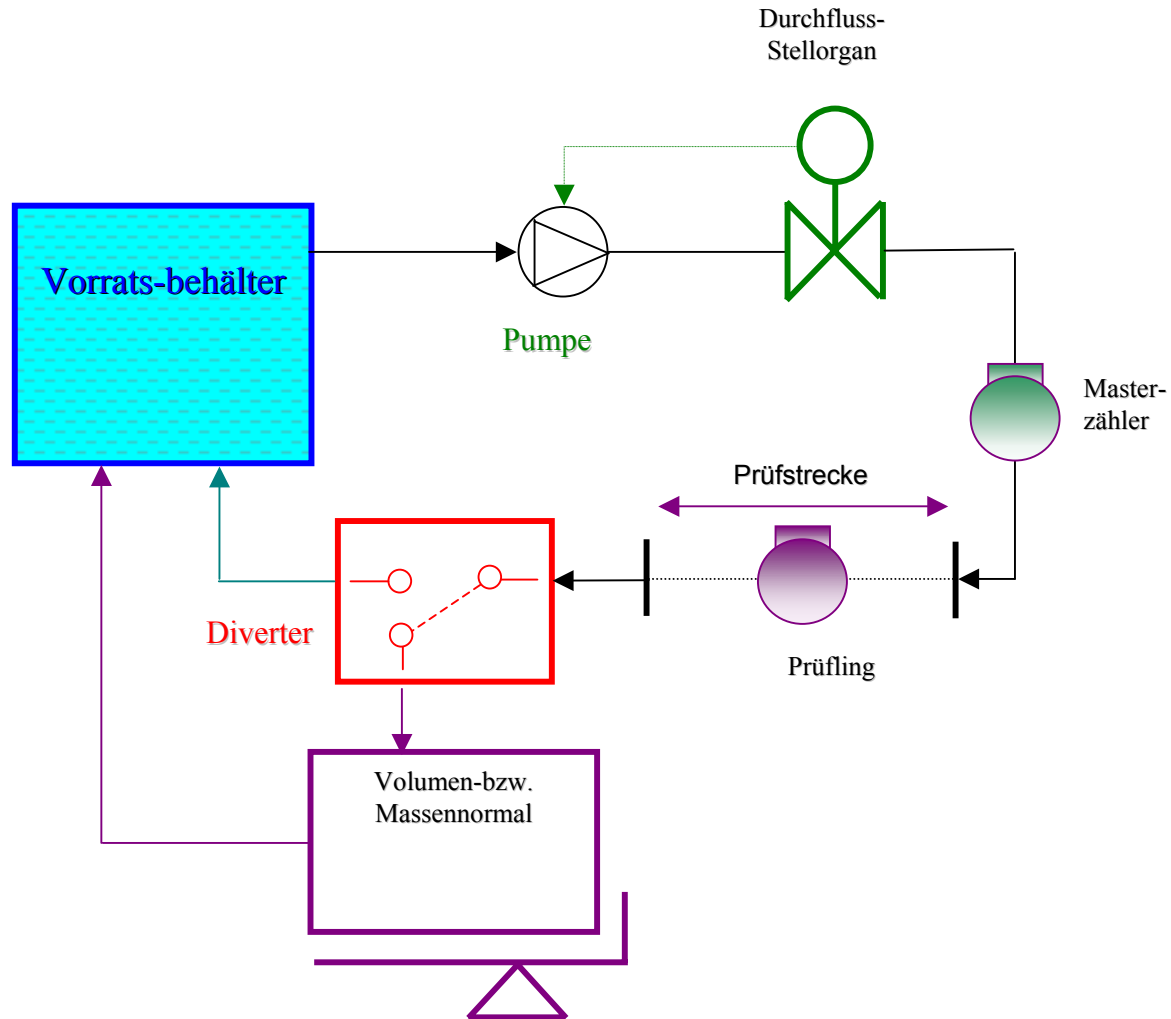 Durchfluss-
Stellorgan
Vorrats-behälter
Pumpe
Master-
zähler
Prüfstrecke
Diverter
Prüfling
Volumen-bzw.
Massennormal